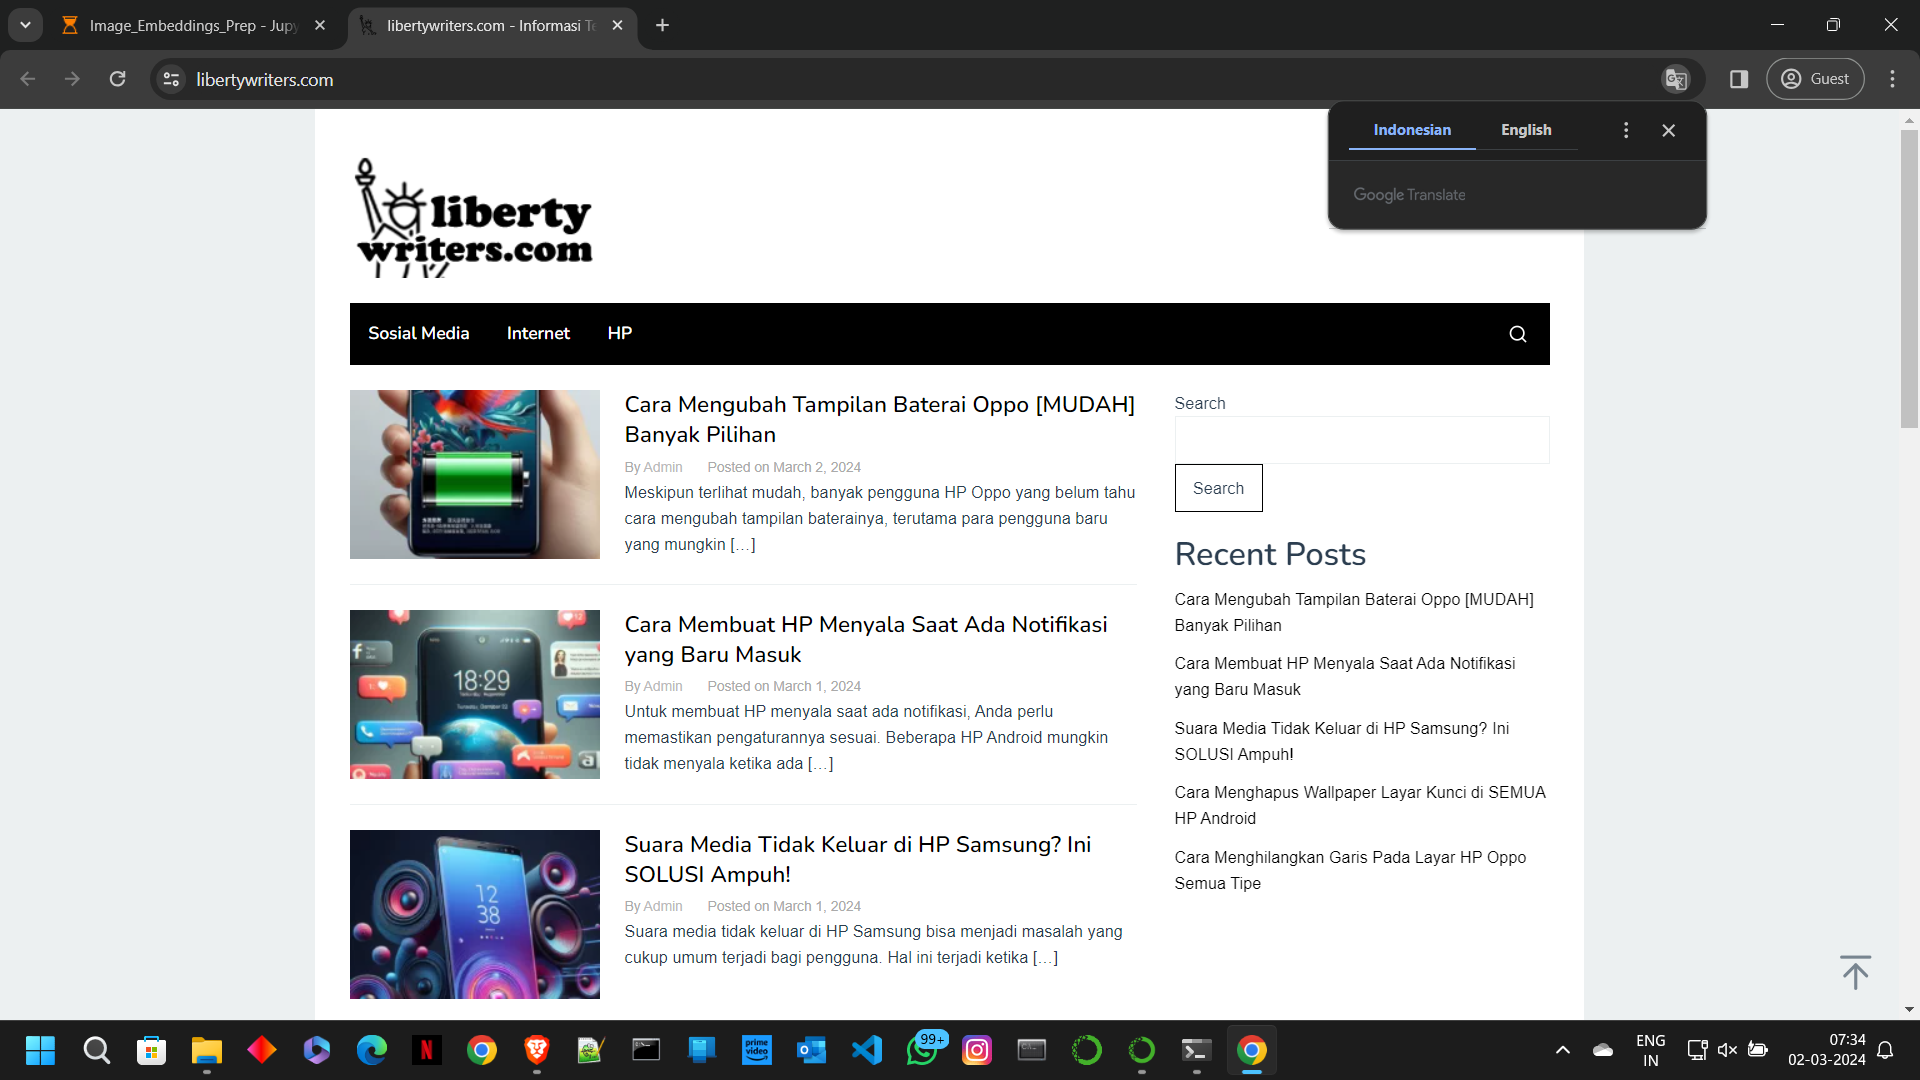 Image_Embeddings_Prep - Jupy
libertywriters.com - Informasi Te
libertywriters.com
Guest
Indonesian
English
Google Translate
liberty
writers.com
Sosial Media
Internet
HP
Cara Mengubah Tampilan Baterai Oppo [MUDAH]
Banyak Pilihan
By Admin Posted on March 2, 2024
Meskipun terlihat mudah, banyak pengguna HP Oppo yang belum tahu
cara mengubah tampilan baterainya, terutama para pengguna baru
yang mungkin […]
18:29
Cara Membuat HP Menyala Saat Ada Notifikasi
yang Baru Masuk
By Admin Posted on March 1, 2024
Untuk membuat HP menyala saat ada notifikasi, Anda perlu
memastikan pengaturannya sesuai. Beberapa HP Android mungkin
tidak menyala ketika ada […]
12
38
Suara Media Tidak Keluar di HP Samsung? Ini
SOLUSI Ampuh!
By Admin Posted on March 1, 2024
Suara media tidak keluar di HP Samsung bisa menjadi masalah yang
cukup umum terjadi bagi pengguna. Hal ini terjadi ketika […]
Search
Search
Recent Posts
Cara Mengubah Tampilan Baterai Oppo [MUDAH]
Banyak Pilihan
Cara Membuat HP Menyala Saat Ada Notifikasi
yang Baru Masuk
Suara Media Tidak Keluar di HP Samsung? Ini
SOLUSI Ampuh!
Cara Menghapus Wallpaper Layar Kunci di SEMUA
HP Android
Cara Menghilangkan Garis Pada Layar HP Oppo
Semua Tipe
prime
video
99+
ENG
IN
07:34
02-03-2024